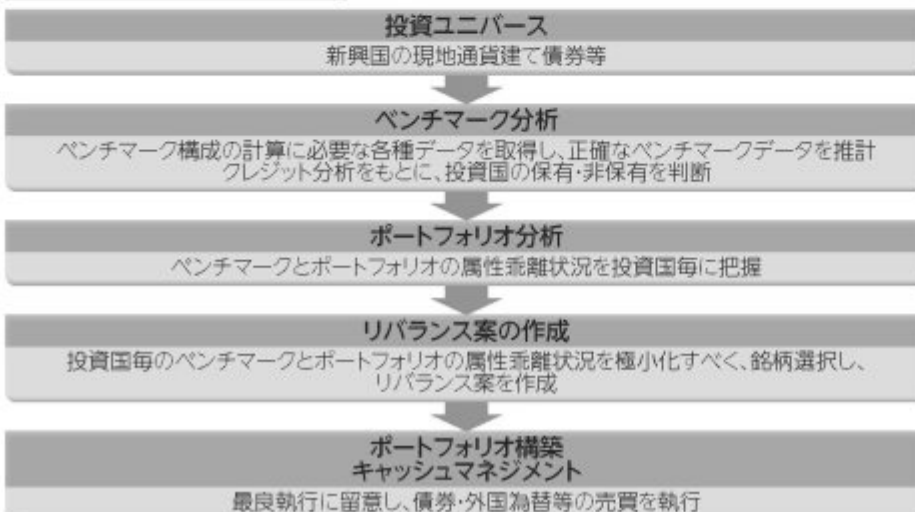 投資ユニバース
新興国の現地通貨建て債券等
ベンチマーク分析
ベンチマーク構成の計算に必要な各種データを取得し、正確なベンチマークデータを推計
クレジット分析をもとに、投資国の保有・非保有を判断
ポートフォリオ分析
ベンチマークとポートフォリオの属性乖離状況を投資国毎に把握
リバランス案の作成
投資国毎のベンチマークとポートフォリオの属性乖離状況を極小化すべく、銘柄選択し、
リバランス案を作成
ポートフォリオ構築
キャッシュマネジメント
最良執行に留意し、債券・外国為替等の売買を執行